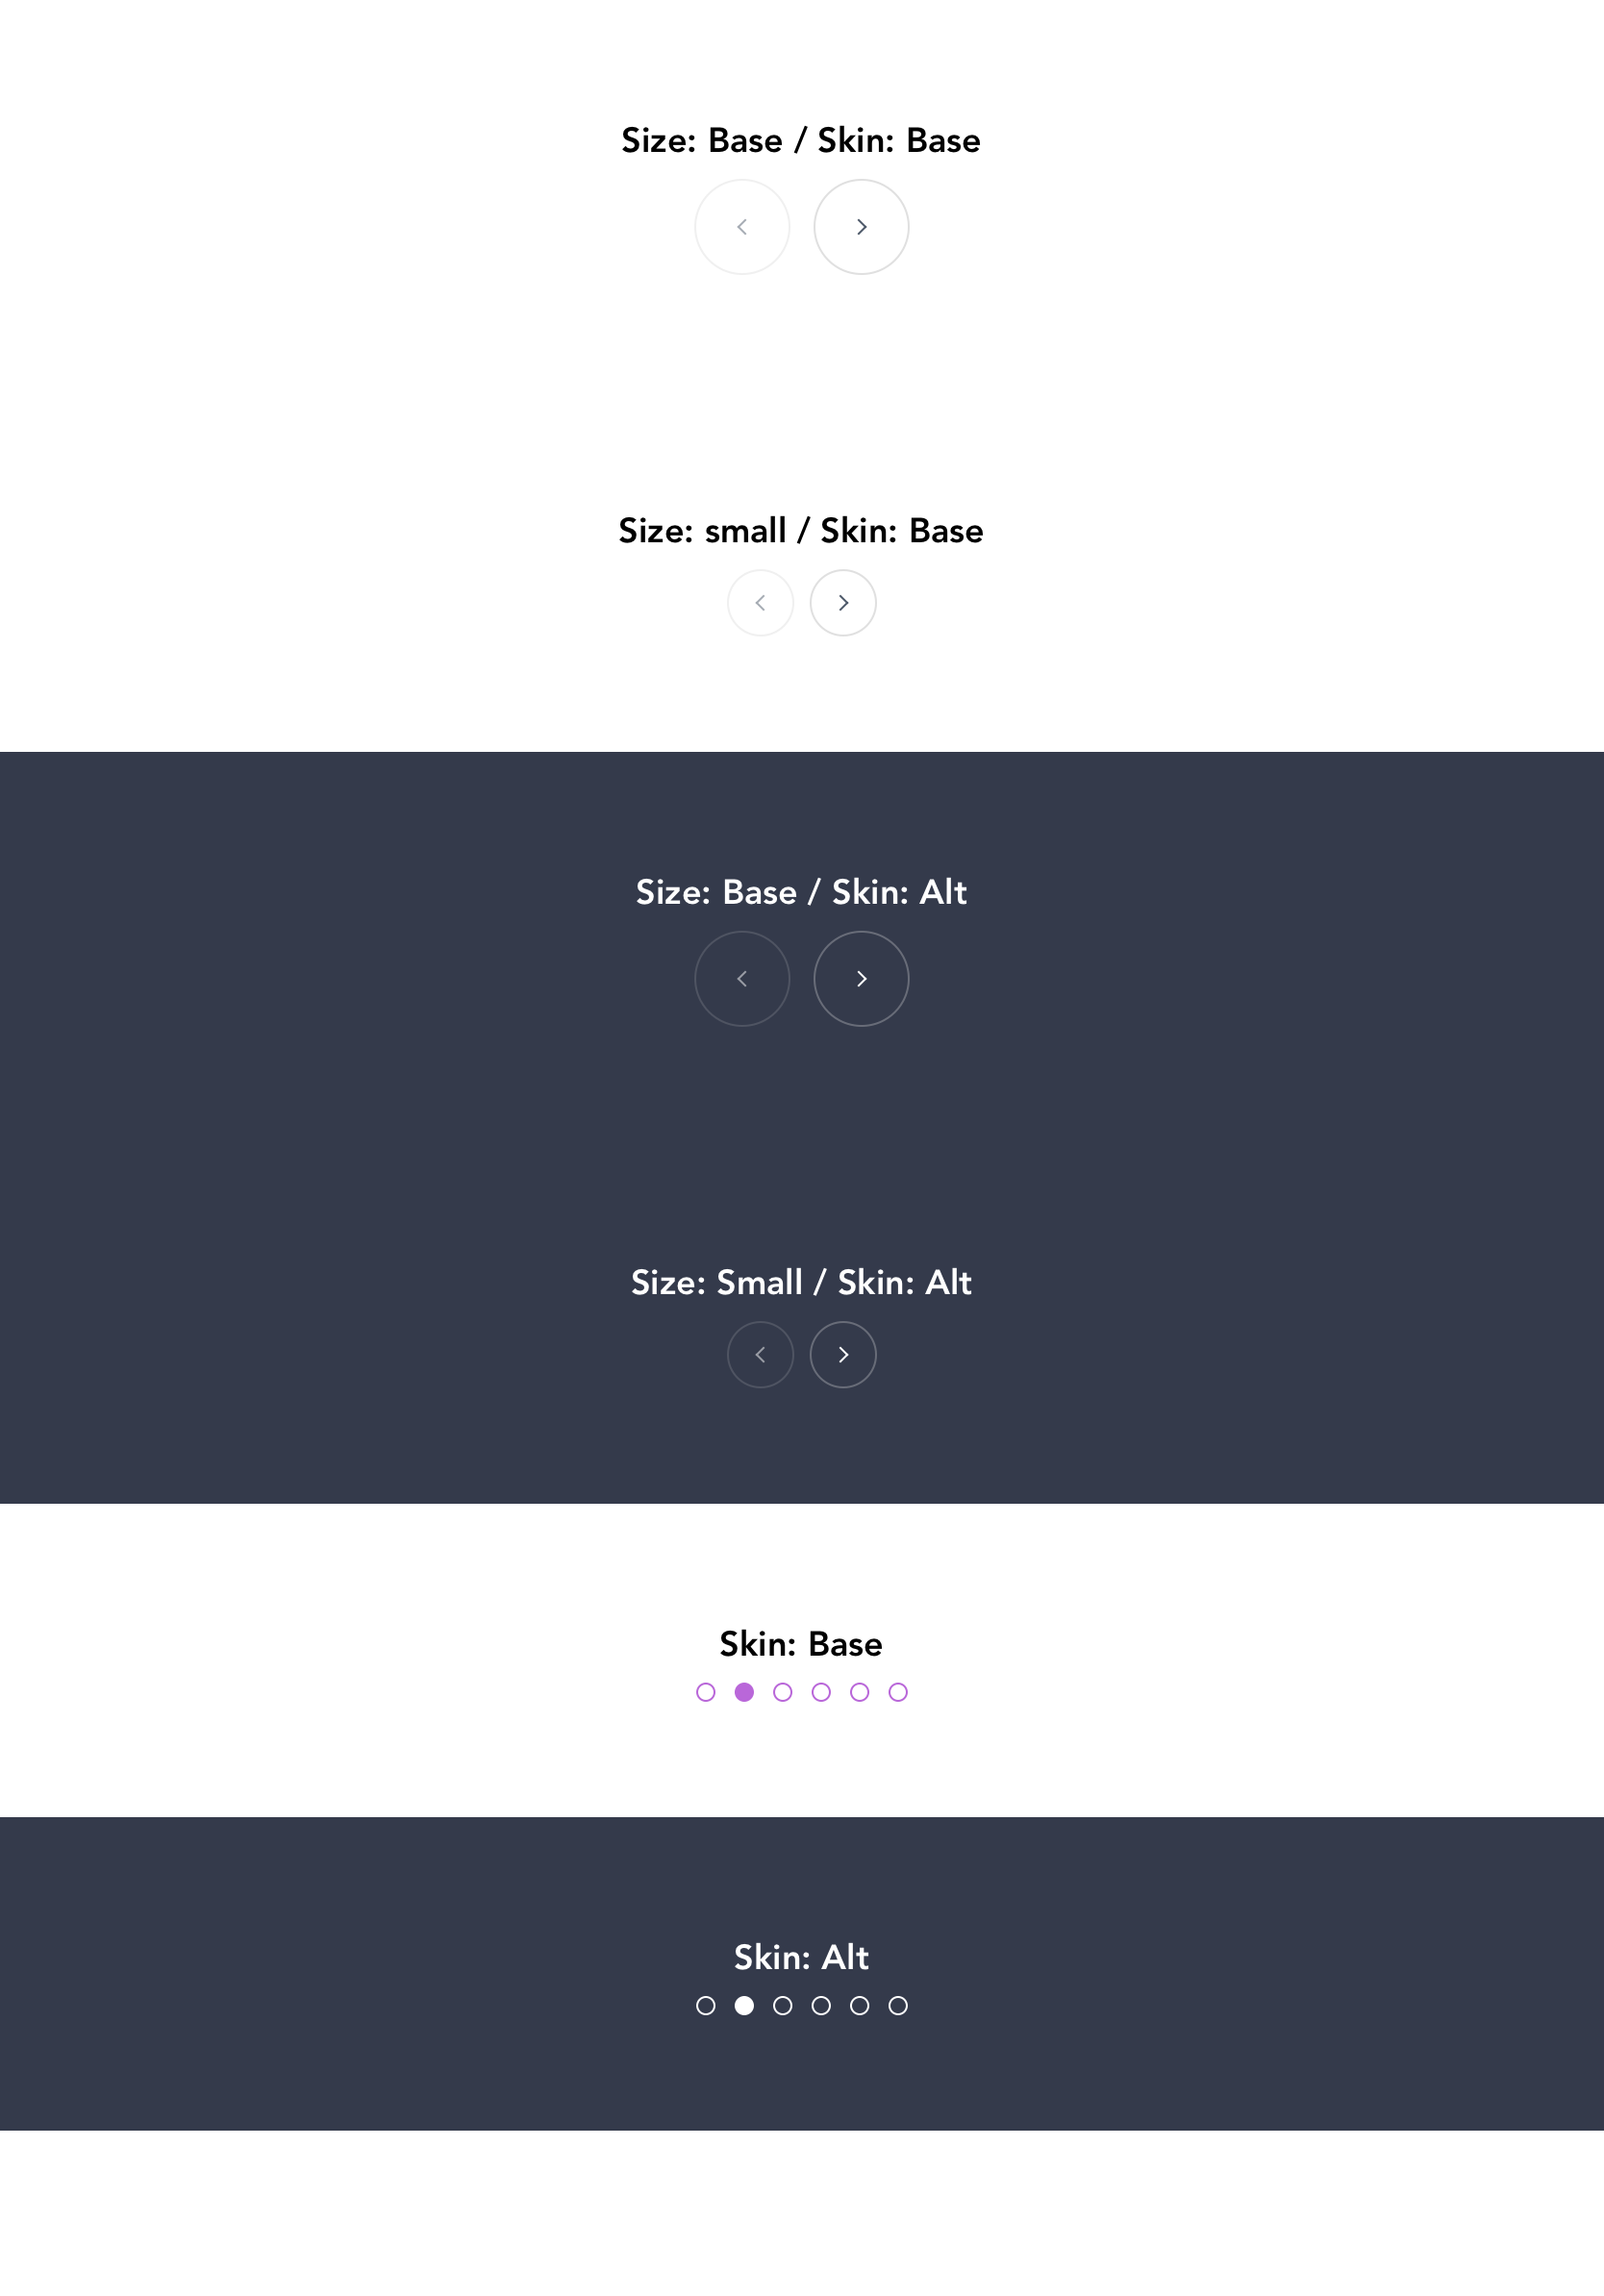 Size: Base / Skin: Base
Size: small / Skin: Base
Size: Base / Skin: Alt
Size: Small / Skin: Alt
Skin: Base
Skin: Alt